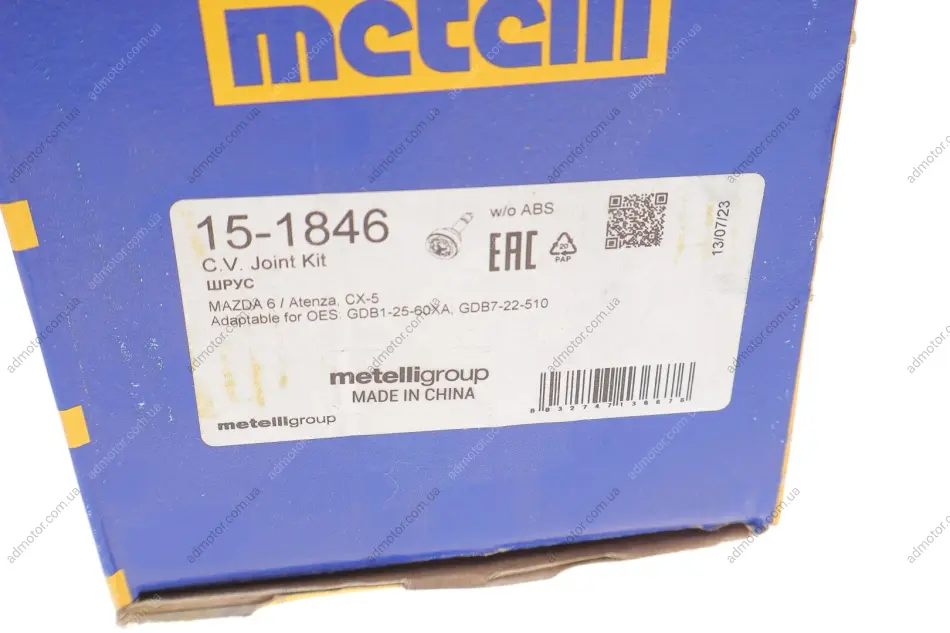 metelli
15-1846
C.V. Joint Kit
ШРУС
MAZDA 6 / Atenza, CX-5
Adaptable for OES: GDB1-25-60XA, GDB7-22-510
w/o ABS
EAC
20
PAP
13/07/23
metelligroup
MADE IN CHINA
metelligroup
admotor.com.ua